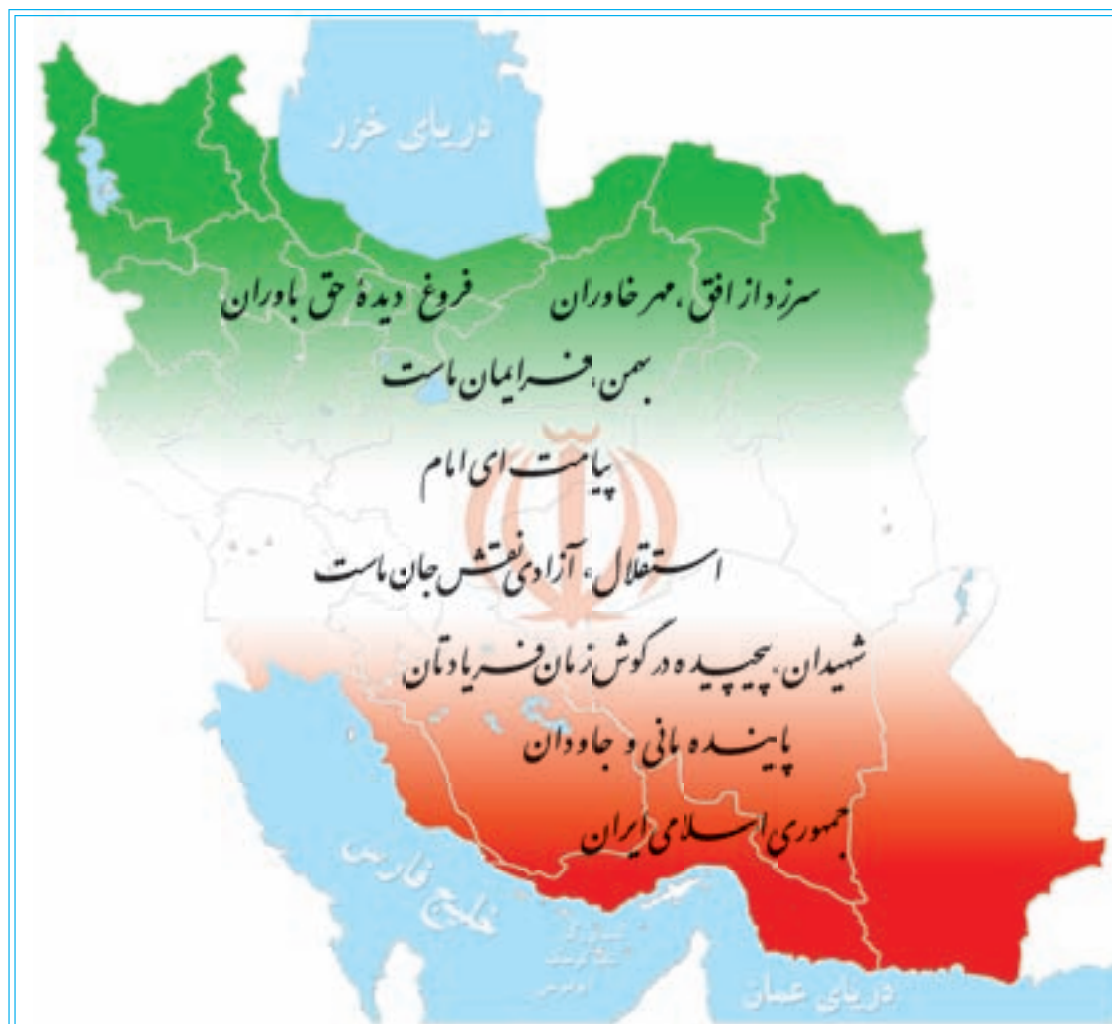 دریای خزر
سرزد از افق، مهر خاوران    فروغ دیدهٔ حق باوران
بهمن، فر ایمان ماست
پیامت ای امام
استقلال، آزادی نقش جان ماست
شهیدان، پیچیده در گوش زمان فریادتان
پاینده مانی و جاودان
جمهوری اسلامی ایران
خلیج فارس
دریای عمان